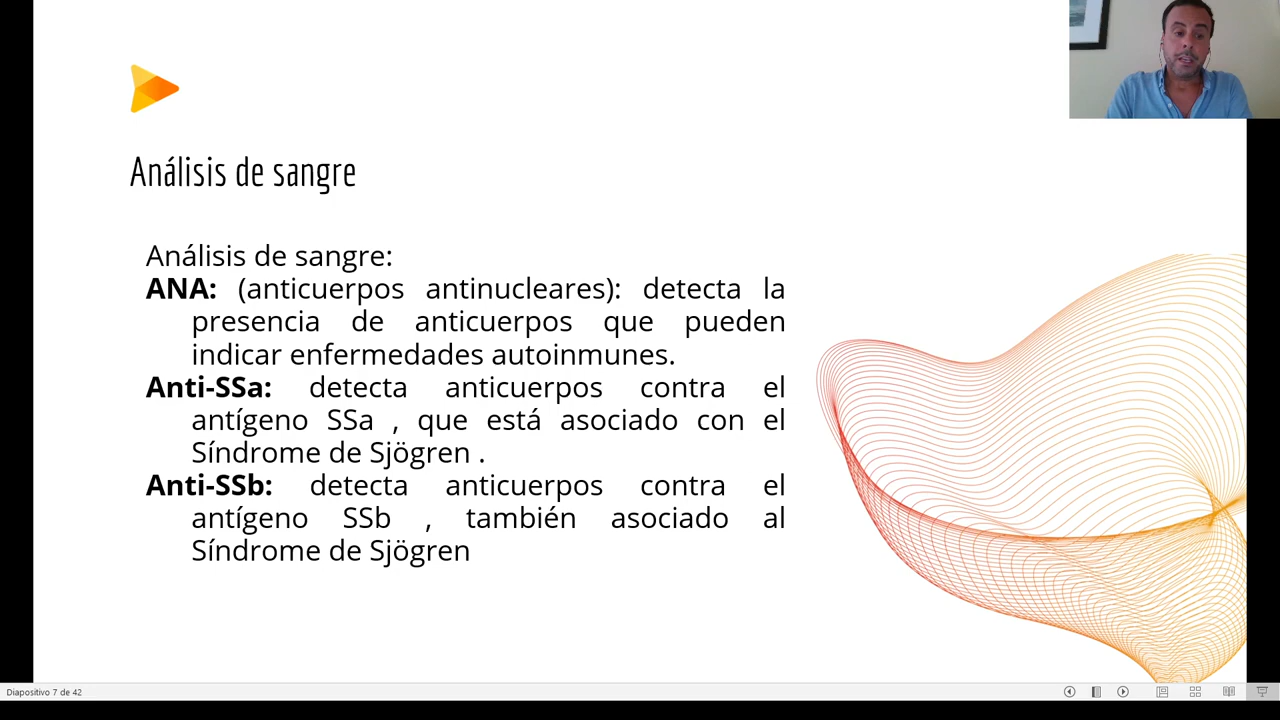 Análisis de sangre
Análisis de sangre:
ANA: (anticuerpos antinucleares): detecta la
presencia de anticuerpos que pueden
indicar enfermedades autoinmunes.
Anti-SSa: detecta anticuerpos contra el
antígeno SSa , que está asociado con el
Síndrome de Sjögren .
Anti-SSb: detecta anticuerpos contra el
antígeno SSb , también asociado al
Síndrome de Sjögren
Diapositivo 7 de 42